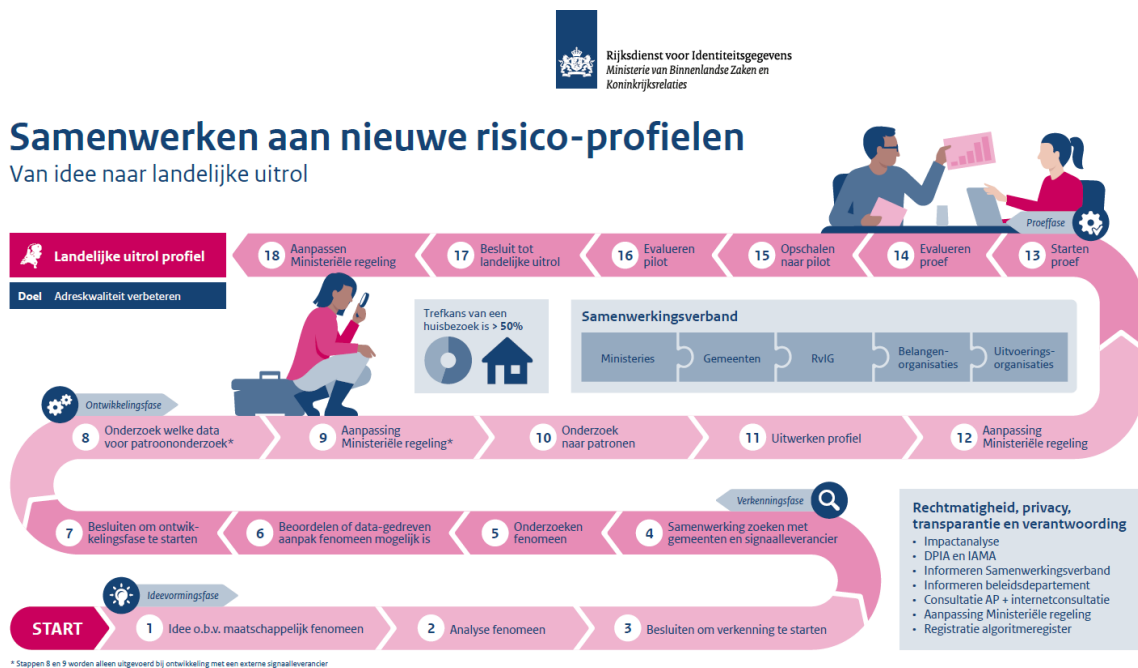 Rijksdienst voor Identiteitsgegevens
Ministerie van Binnenlandse Zaken en
Koninkrijksrelaties
Samenwerken aan nieuwe risico-profielen
Van idee naar landelijke uitrol
Proeffase
Landelijke uitrol profiel
18 Aanpassen
Ministeriële regeling
17 Besluit tot
landelijke uitrol
16 Evalueren
pilot
15 Opschalen
naar pilot
14 Evalueren
proef
13 Starten
proef
Doel Adreskwaliteit verbeteren
Trefkans van een
huisbezoek is > 50%
Samenwerkingsverband
Ministeries
Gemeenten
RvIG
Belangen-
organisaties
Uitvoerings-
organisaties
Ontwikkelingsfase
8 Onderzoek welke data
voor patroononderzoek*
9 Aanpassing
Ministeriële regeling*
10 Onderzoek
naar patronen
11 Uitwerken profiel
12 Aanpassing
Ministeriële regeling
Verkenningsfase
7 Besluiten om ontwik-
kelingsfase te starten
6 Beoordelen of data-gedreven
aanpak fenomeen mogelijk is
5 Onderzoeken
fenomeen
4 Samenwerking zoeken met
gemeenten en signaalleverancier
Rechtmatigheid, privacy,
transparantie en verantwoording
• Impactanalyse
• DPIA en IAMA
• Informeren Samenwerkingsverband
• Informeren beleidsdepartement
• Consultatie AP + internetconsultatie
• Aanpassing Ministeriële regeling
• Registratie algoritmeregister
Ideevormingsfase
START
1 Idee o.b.v. maatschappelijk fenomeen
2 Analyse fenomeen
3 Besluiten om verkenning te starten
* Stappen 8 en 9 worden alleen uitgevoerd bij ontwikkeling met een externe signaalleverancier